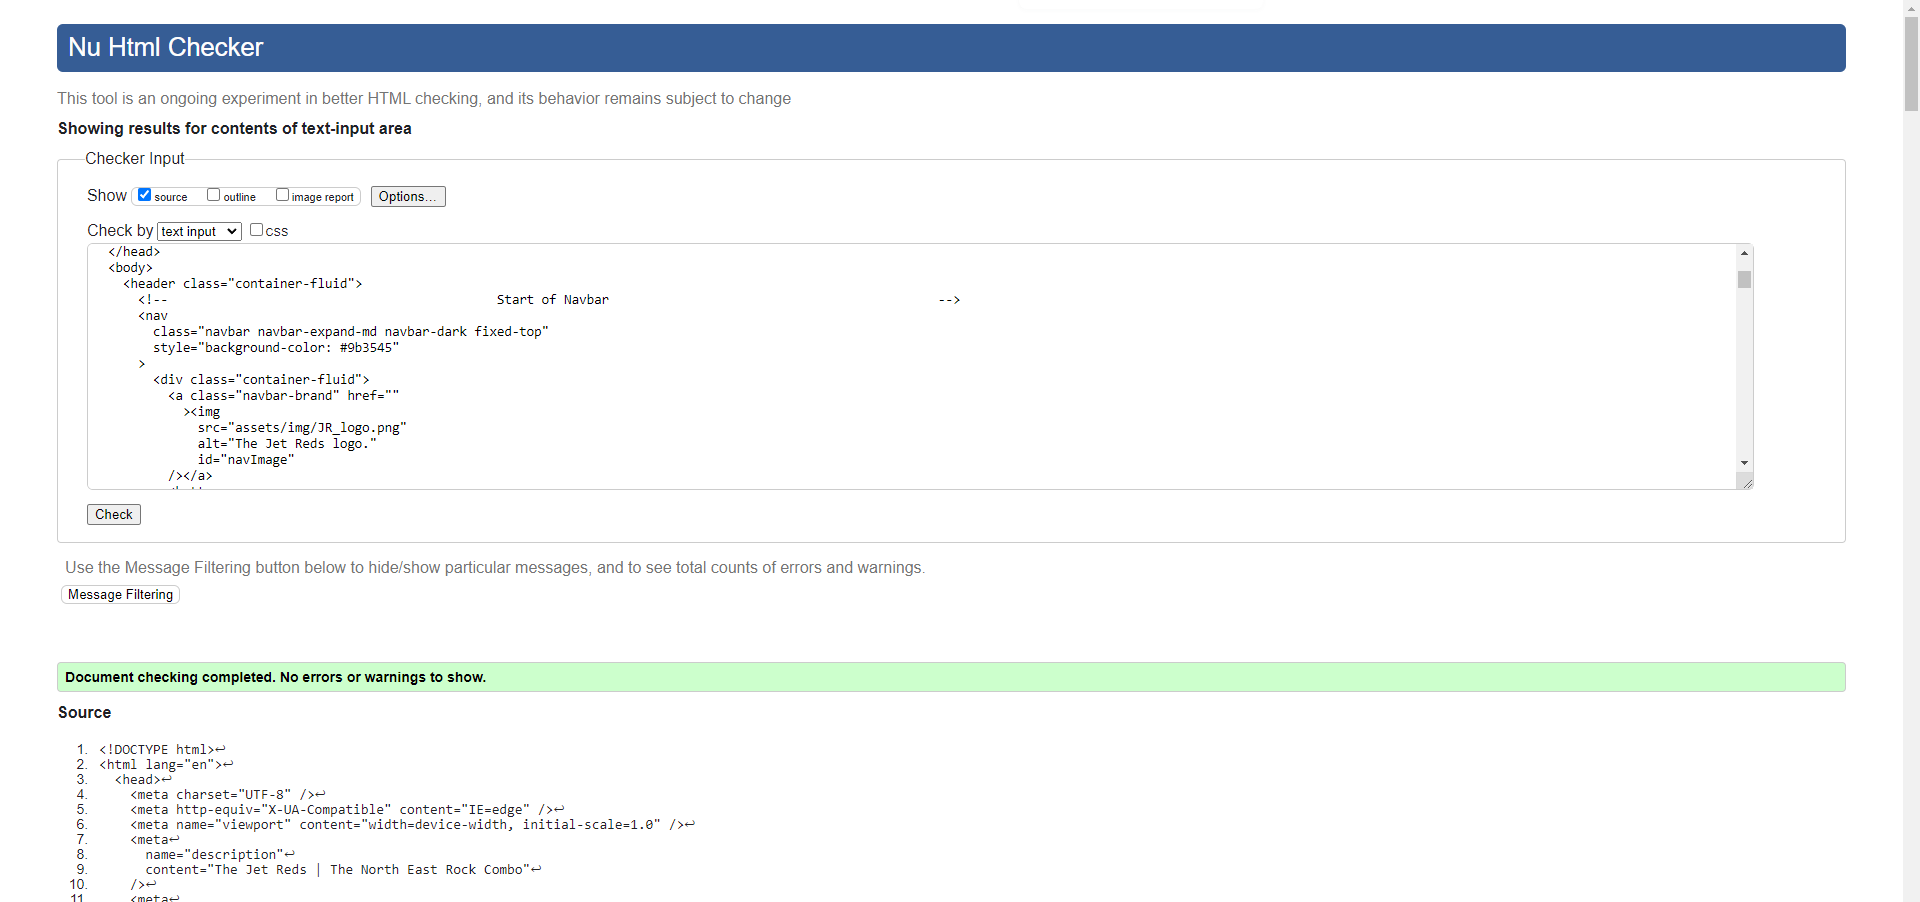 Nu Html Checker
This tool is an ongoing experiment in better HTML checking, and its behavior remains subject to change
Showing results for contents of text-input area
Checker Input
Show source outline image report Options...
Check by text input css
</head>
<body>
<header class="container-fluid">
<!-- Start of Navbar -->
<nav
class="navbar navbar-expand-md navbar-dark fixed-top"
style="background-color: #9b3545"
>
<div class="container-fluid">
<a class="navbar-brand" href=""
><img
src="assets/img/JR_logo.png"
alt="The Jet Reds logo."
id="navImage"
/></a>
Check
Use the Message Filtering button below to hide/show particular messages, and to see total counts of errors and warnings.
Message Filtering
Document checking completed. No errors or warnings to show.
Source
1. <!DOCTYPE html>↩
2. <html lang="en">↩
3. <head>↩
4. <meta charset="UTF-8" />↩
5. <meta http-equiv="X-UA-Compatible" content="IE=edge" />↩
6. <meta name="viewport" content="width=device-width, initial-scale=1.0" />↩
7. <meta↩
8. name="description"↩
9. content="The Jet Reds | The North East Rock Combo"↩
10. />↩
11. <meta↩